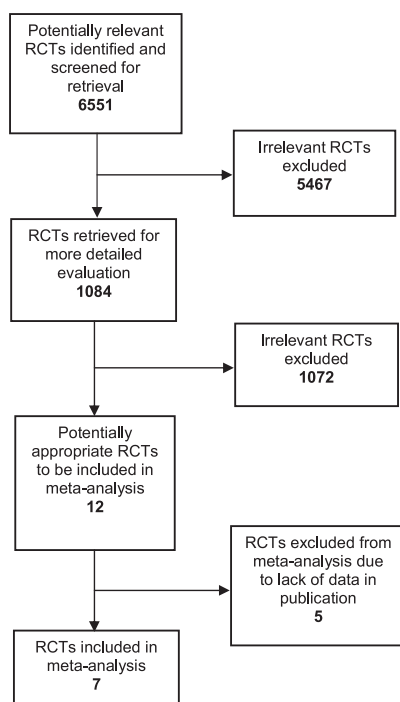 Potentially relevant
RCTs identified and
screened for
retrieval
6551
Irrelevant RCTs
excluded
5467
RCTs retrieved for
more detailed
evaluation
1084
Irrelevant RCTs
excluded
1072
Potentially
appropriate RCTs
to be included in
meta-analysis
12
RCTs excluded from
meta-analysis due
to lack of data in
publication
5
RCTs included in
meta-analysis
7